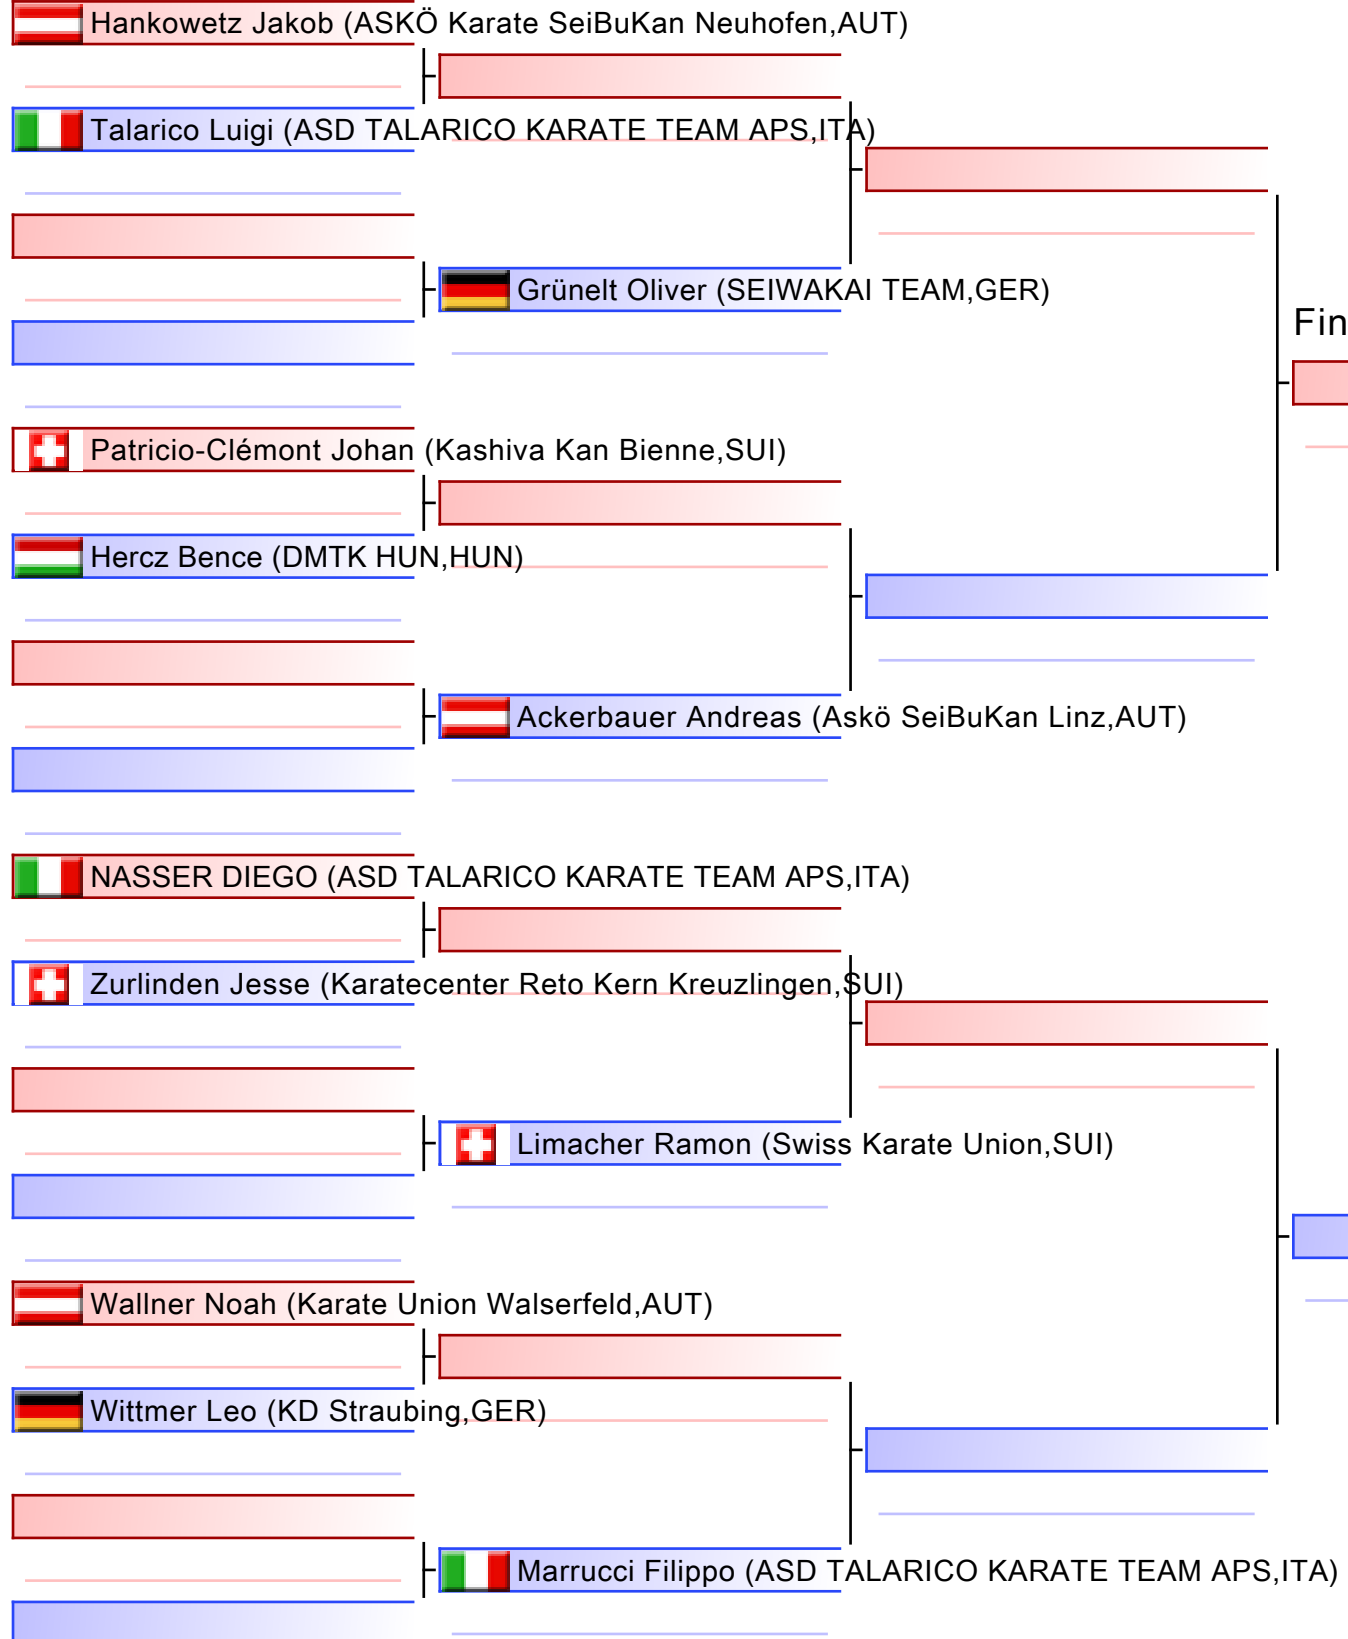 Hankowetz Jakob (ASKÖ Karate SeiBuKan Neuhofen,AUT)
Talarico Luigi (ASD TALARICO KARATE TEAM APS,ITA)
Grünelt Oliver (SEIWAKAI TEAM,GER)
Fin
Patricio-Clémont Johan (Kashiva Kan Bienne,SUI)
Hercz Bence (DMTK HUN,HUN)
Ackerbauer Andreas (Askö SeiBuKan Linz,AUT)
NASSER DIEGO (ASD TALARICO KARATE TEAM APS,ITA)
Zurlinden Jesse (Karatecenter Reto Kern Kreuzlingen,SUI)
Limacher Ramon (Swiss Karate Union,SUI)
Wallner Noah (Karate Union Walserfeld,AUT)
Wittmer Leo (KD Straubing,GER)
Marrucci Filippo (ASD TALARICO KARATE TEAM APS,ITA)